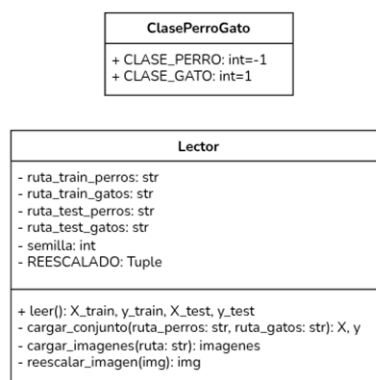 ClasePerroGato
+ CLASE_PERRO: int=-1
+ CLASE_GATO: int=1
Lector
- ruta_train_perros: str
- ruta_train_gatos: str
- ruta_test_perros: str
- ruta_test_gatos: str
- semilla: int
- REESCALADO: Tuple
+ leer(): X_train, y_train, X_test, y_test
- cargar_conjunto(ruta_perros: str, ruta_gatos: str): X, y
- cargar_imagenes(ruta: str): imagenes
- reescalar_imagen(img): img